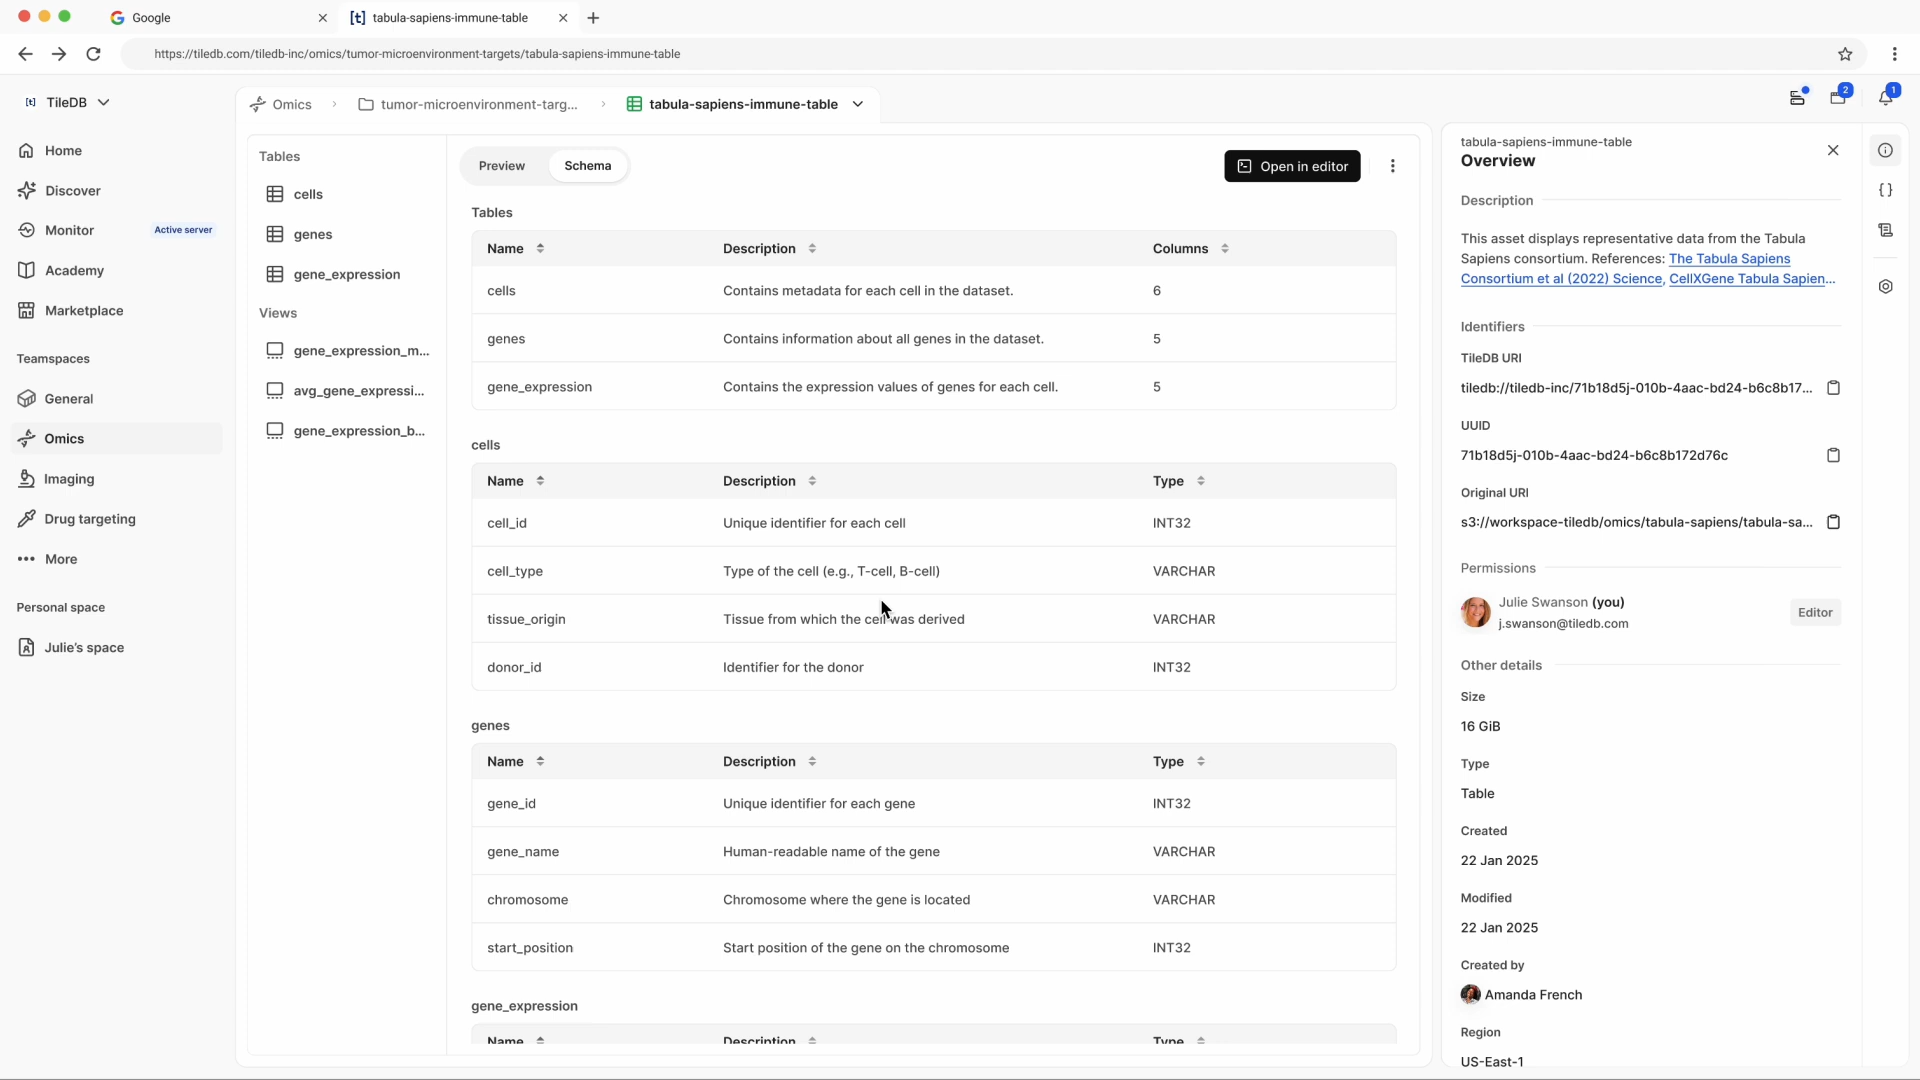 Google
[t] tabula-sapiens-immune-table
https://tiledb.com/tiledb-inc/omics/tumor-microenvironment-targets/tabula-sapiens-immune-table
[t] TileDB
Home
Discover
Monitor
Active server
Academy
Marketplace
Teamspaces
General
Omics
Imaging
Drug targeting
More
Personal space
Julie's space
Omics
tumor-microenvironment-targ...
tabula-sapiens-immune-table
2
1
Tables
cells
genes
gene_expression
Views
gene_expression_m...
avg_gene_expressi...
gene_expression_b...
Preview
Schema
Open in editor
Tables
Name Description Columns
cells Contains metadata for each cell in the dataset. 6
genes Contains information about all genes in the dataset. 5
gene_expression Contains the expression values of genes for each cell. 5
cells
Name Description Type
cell_id Unique identifier for each cell INT32
cell_type Type of the cell (e.g., T-cell, B-cell) VARCHAR
tissue_origin Tissue from which the cell was derived VARCHAR
donor_id Identifier for the donor INT32
genes
Name Description Type
gene_id Unique identifier for each gene INT32
gene_name Human-readable name of the gene VARCHAR
chromosome Chromosome where the gene is located VARCHAR
start_position Start position of the gene on the chromosome INT32
gene_expression
Name Description Type
tabula-sapiens-immune-table
Overview
Description
This asset displays representative data from the Tabula
Sapiens consortium. References: The Tabula Sapiens
Consortium et al (2022) Science, CellXGene Tabula Sapien...
Identifiers
TileDB URI
tiledb://tiledb-inc/71b18d5j-010b-4aac-bd24-b6c8b17...
UUID
71b18d5j-010b-4aac-bd24-b6c8b172d76c
Original URI
s3://workspace-tiledb/omics/tabula-sapiens/tabula-sa...
Permissions
Julie Swanson (you)
j.swanson@tiledb.com
Editor
Other details
Size
16 GiB
Type
Table
Created
22 Jan 2025
Modified
22 Jan 2025
Created by
Amanda French
Region
US-East-1